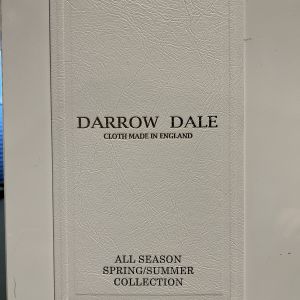 DARROW DALE
CLOTH MADE IN ENGLAND
ALL SEASON
SPRING/SUMMER
COLLECTION